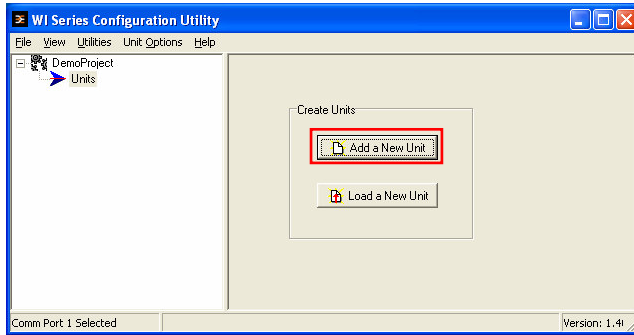 WI Series Configuration Utility
File View Utilities Unit Options Help
DemoProject
Units
Create Units
Add a New Unit
Load a New Unit
Comm Port 1 Selected
Version: 1.4